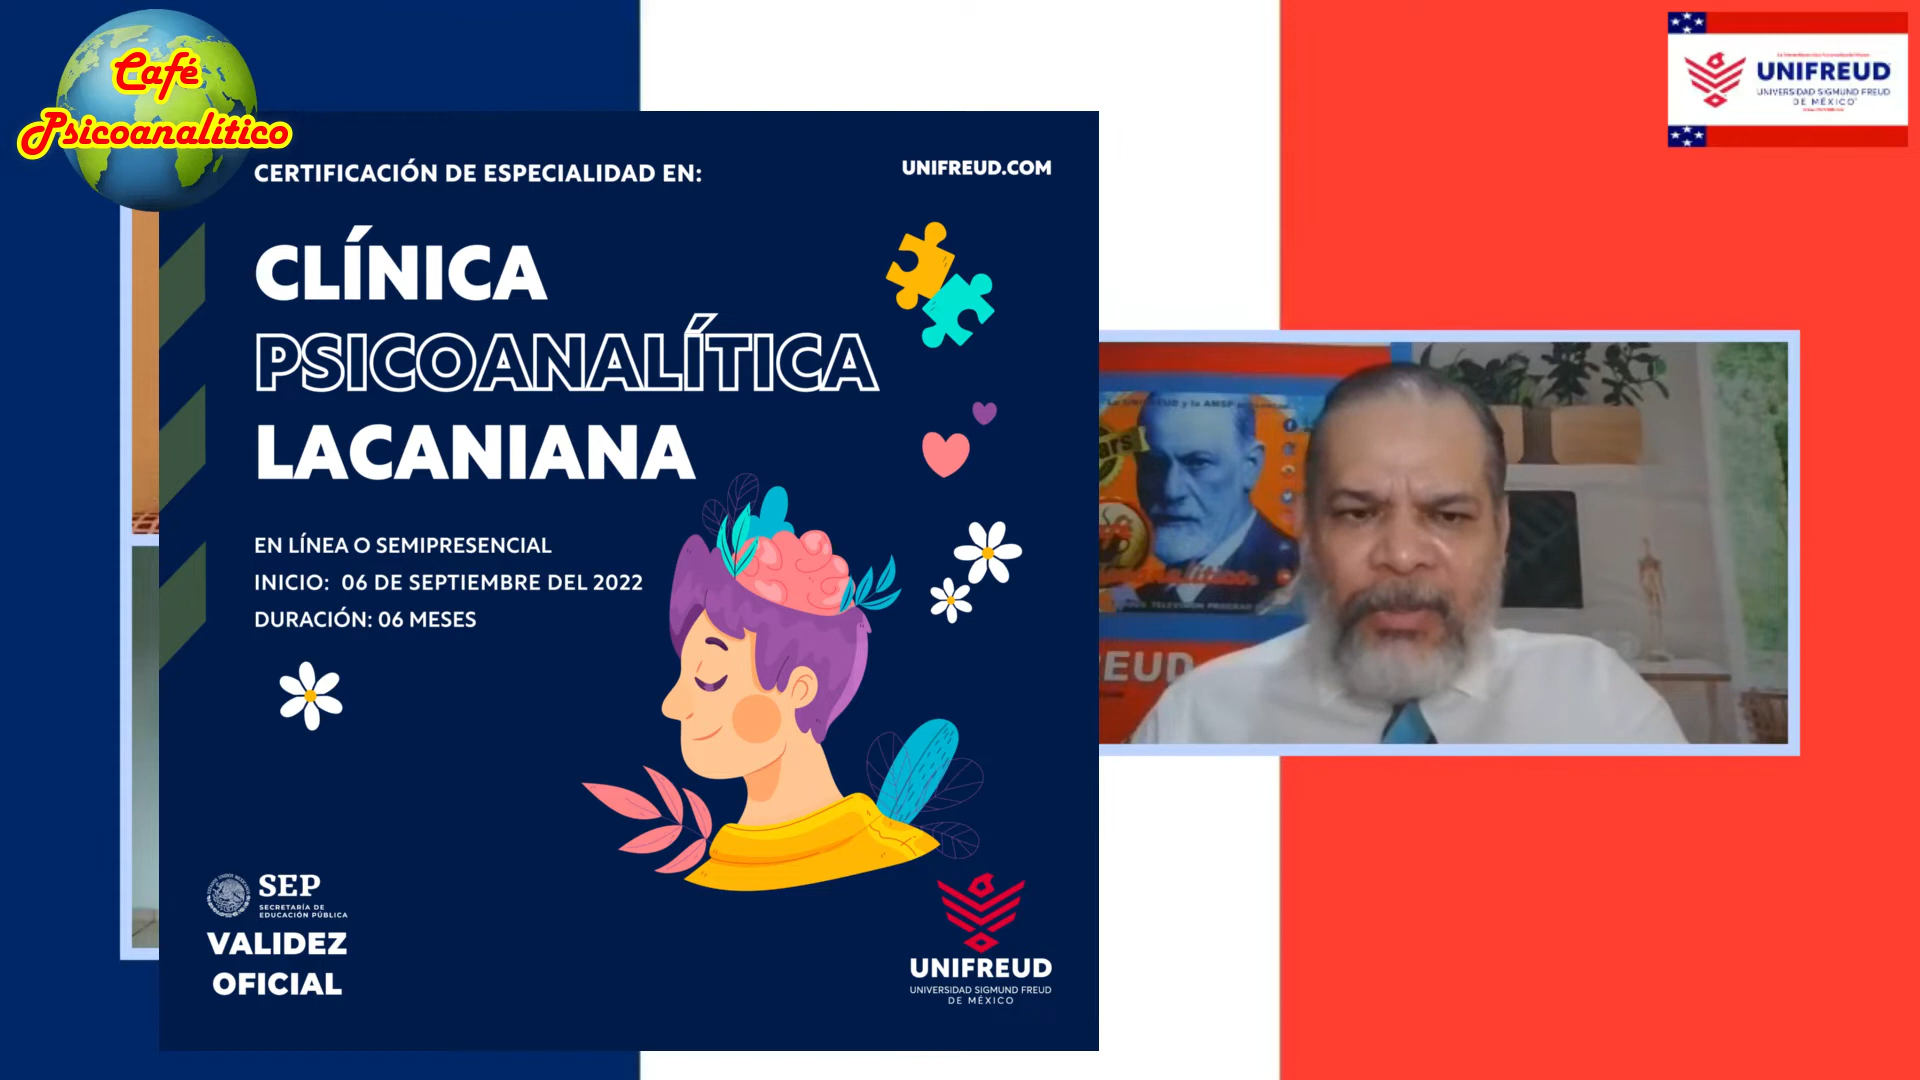 Café
Psicoanalítico
CERTIFICACIÓN DE ESPECIALIDAD EN:
UNIFREUD.COM
CLÍNICA
PSICOANALÍTICA
LACANIANA
EN LÍNEA O SEMIPRESENCIAL
INICIO: 06 DE SEPTIEMBRE DEL 2022
DURACIÓN: 06 MESES
SEP
SECRETARÍA DE
EDUCACIÓN PÚBLICA
VALIDEZ
OFICIAL
UNIFREUD
UNIVERSIDAD SIGMUND FREUD
DE MÉXICO
UNIFREUD
UNIVERSIDAD SIGMUND FREUD
DE MÉXICO
EUD